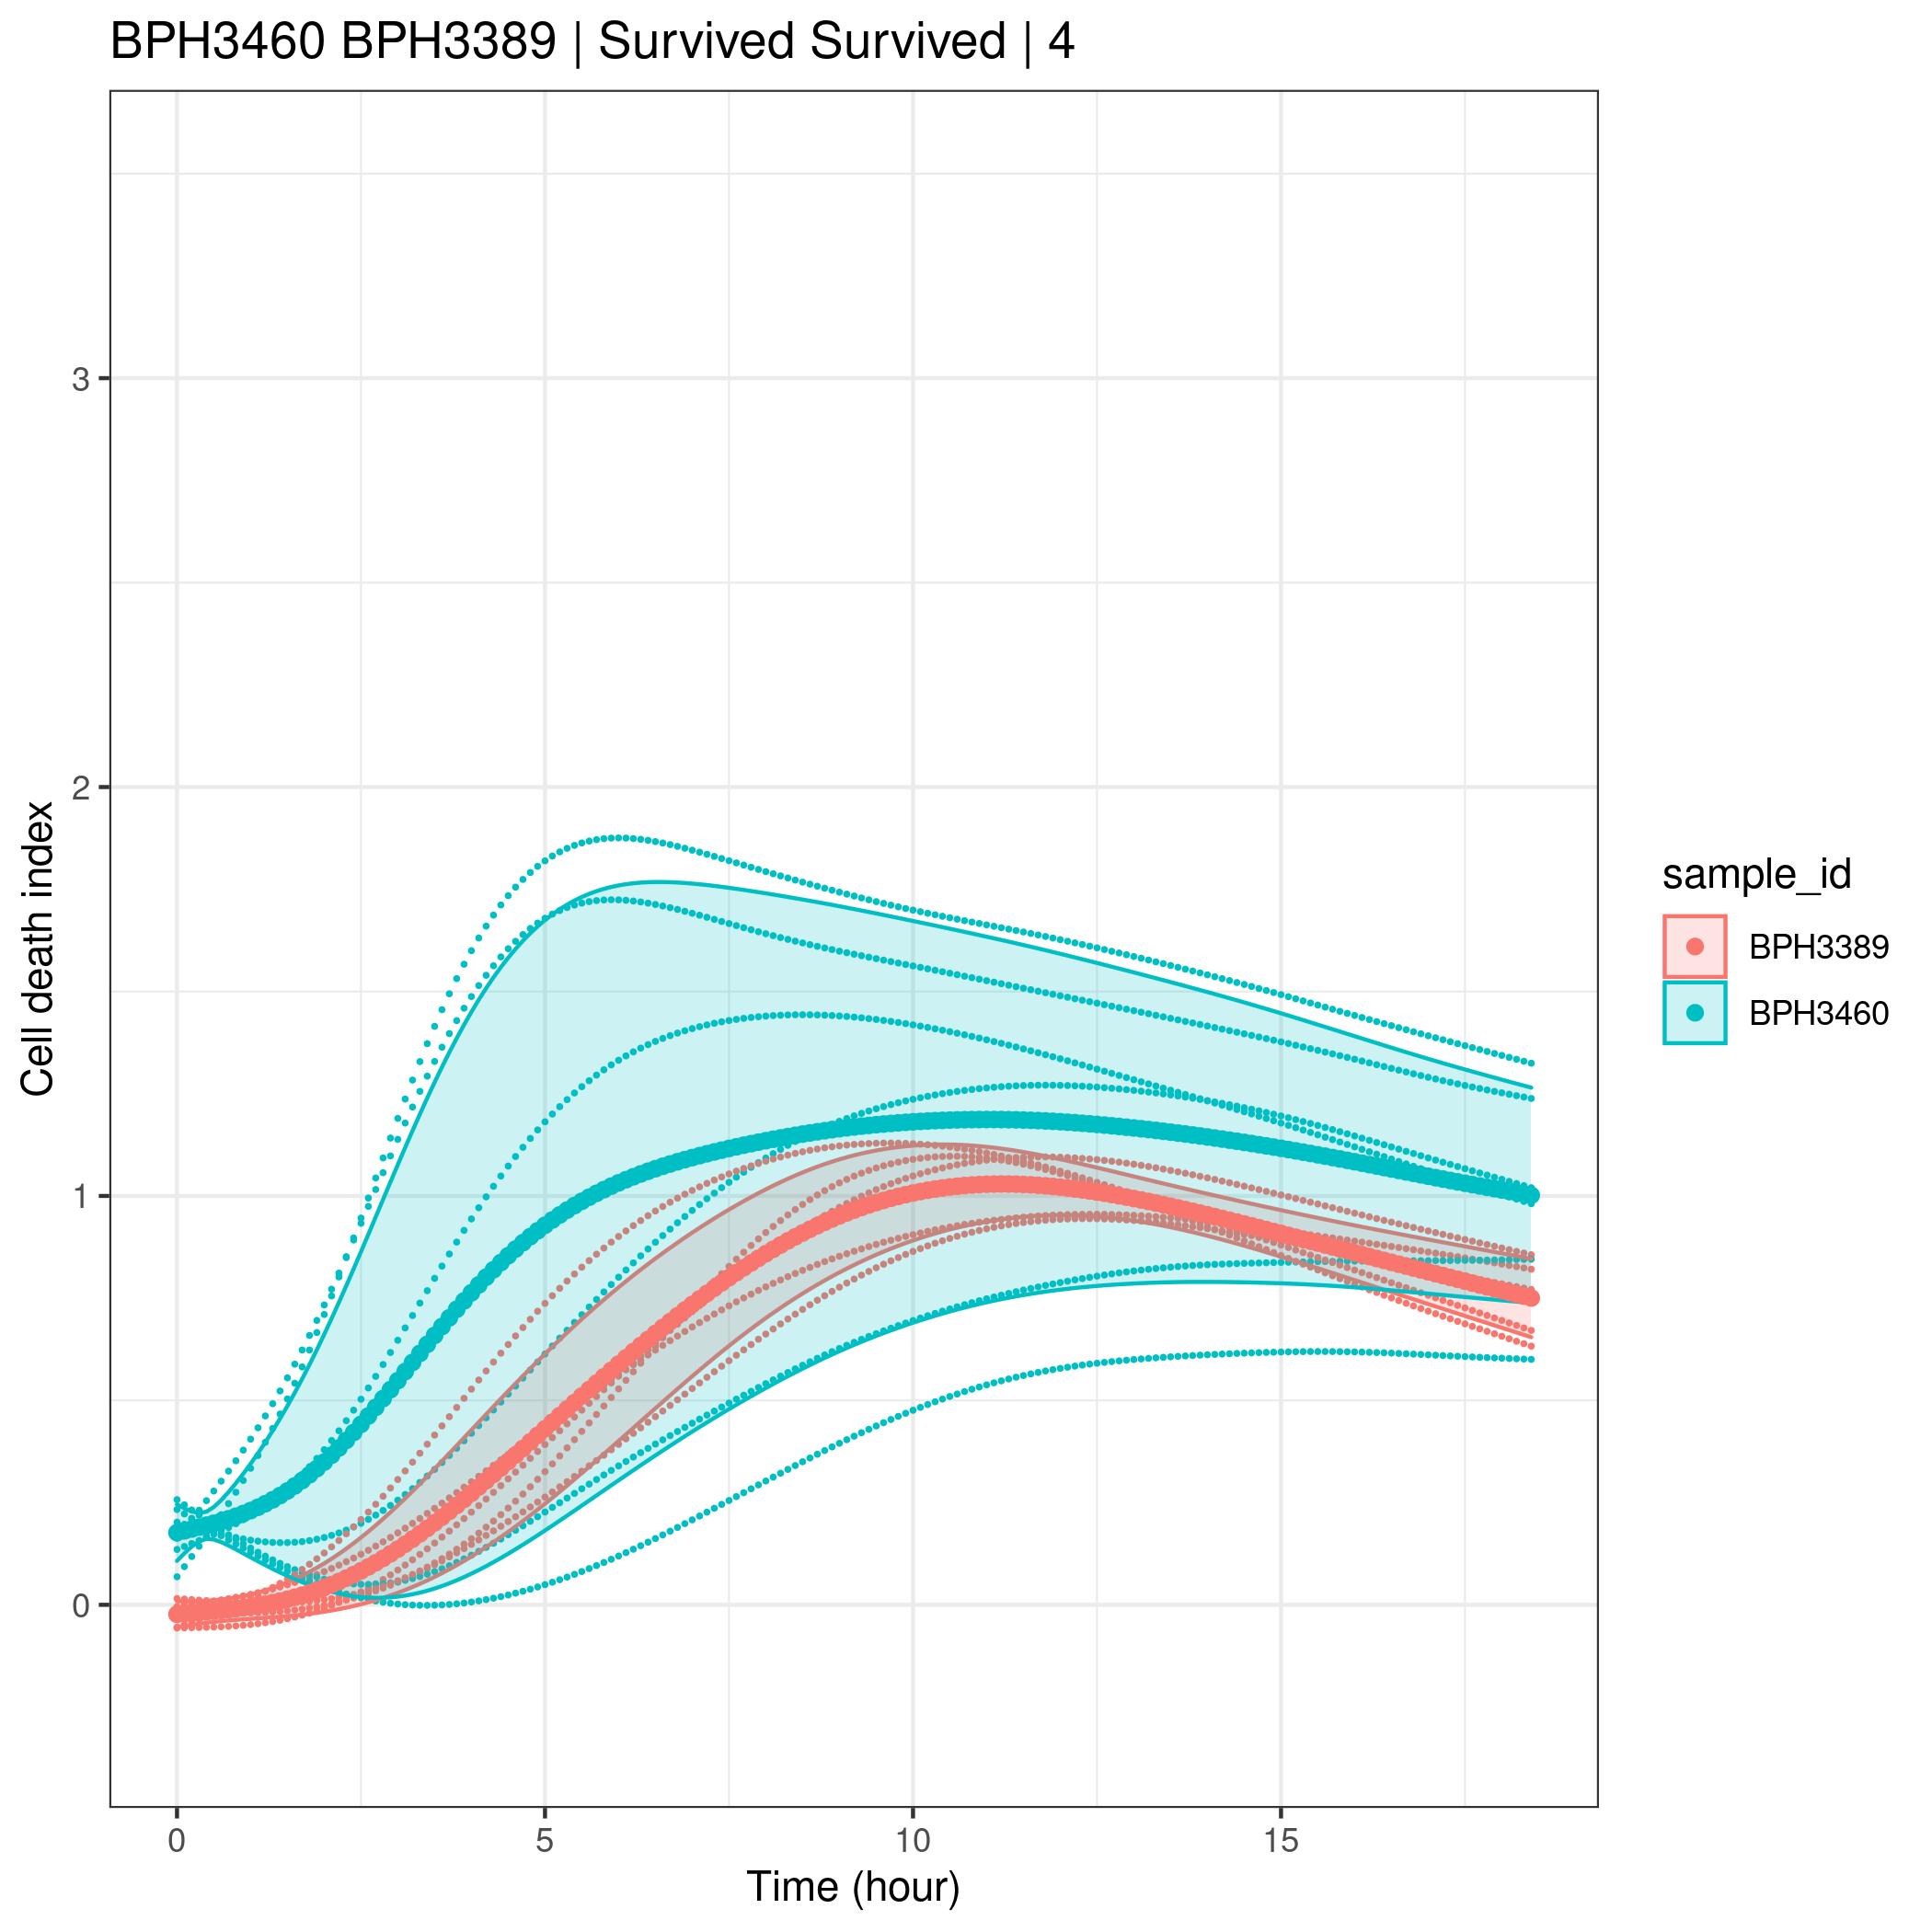 BPH3460 BPH3389 | Survived Survived | 4
Cell death index
3
2
1
0
0 5 10 15
Time (hour)
sample_id
BPH3389
BPH3460